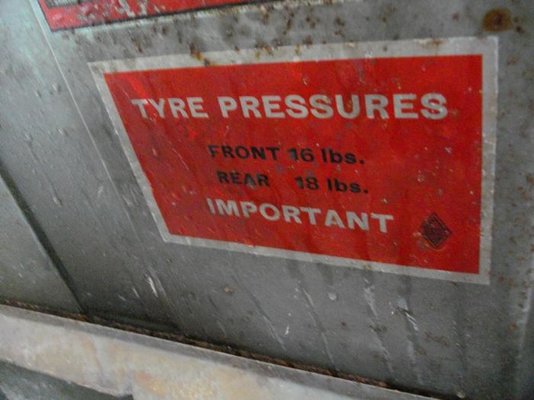 TYRE PRESSURES
FRONT 16 lbs.
REAR 18 lbs.
IMPORTANT